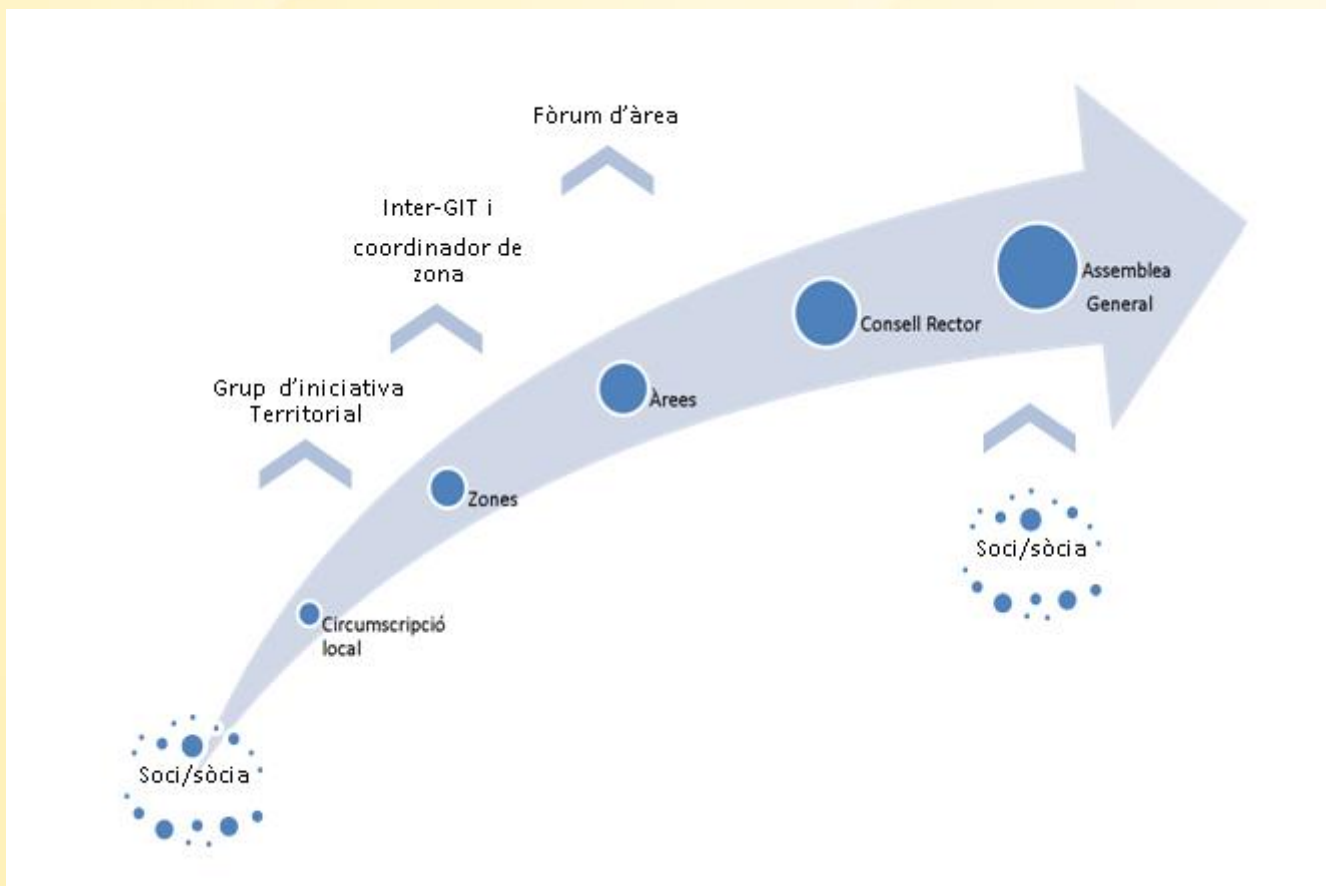 Fòrum d'àrea
Inter-GIT i
coordinador de
zona
Grup d'iniciativa
Territorial
Assemblea
General
Consell Rector
Àrees
Zones
Circumscripció
local
Soci/sòcia
Soci/sòcia